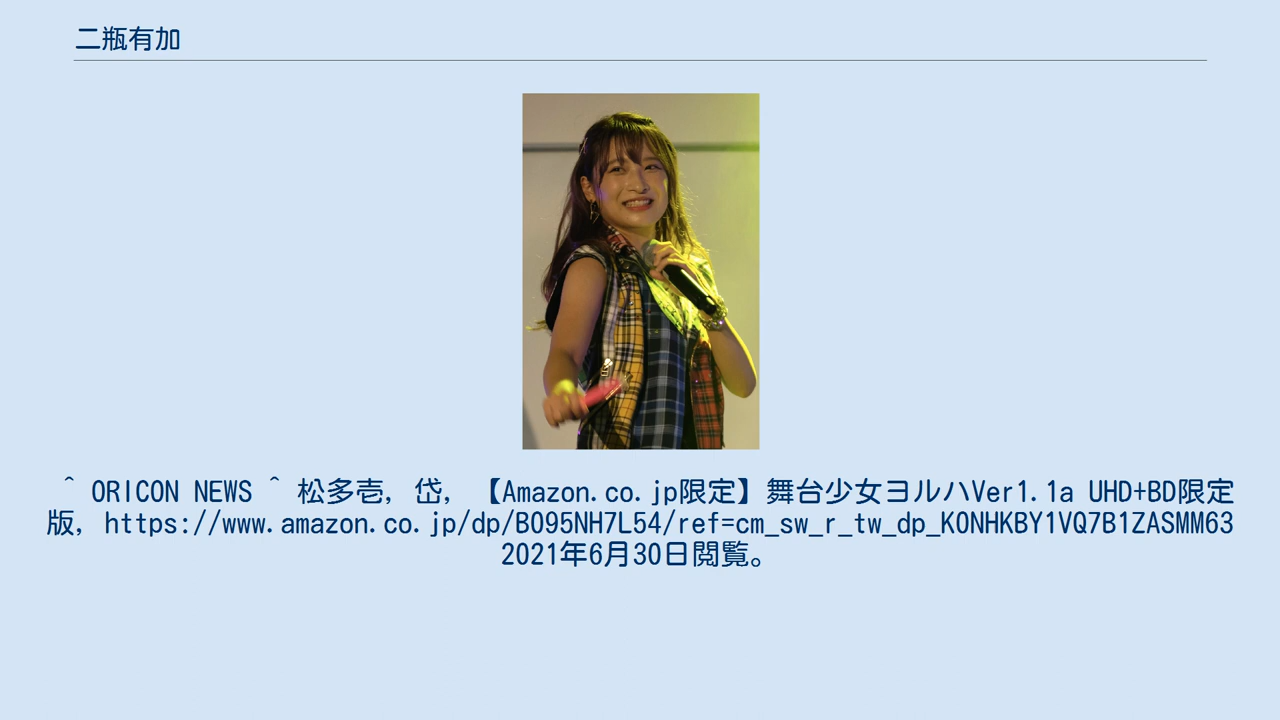 二瓶有加
^ ORICON NEWS ^ 松多壱, 岱, 【Amazon.co.jp限定】舞台少女ヨルハVer1.1a UHD+BD限定
版, https://www.amazon.co.jp/dp/B095NH7L54/ref=cm_sw_r_tw_dp_K0NHKBY1VQ7B1ZASMM63
2021年6月30日閲覧。